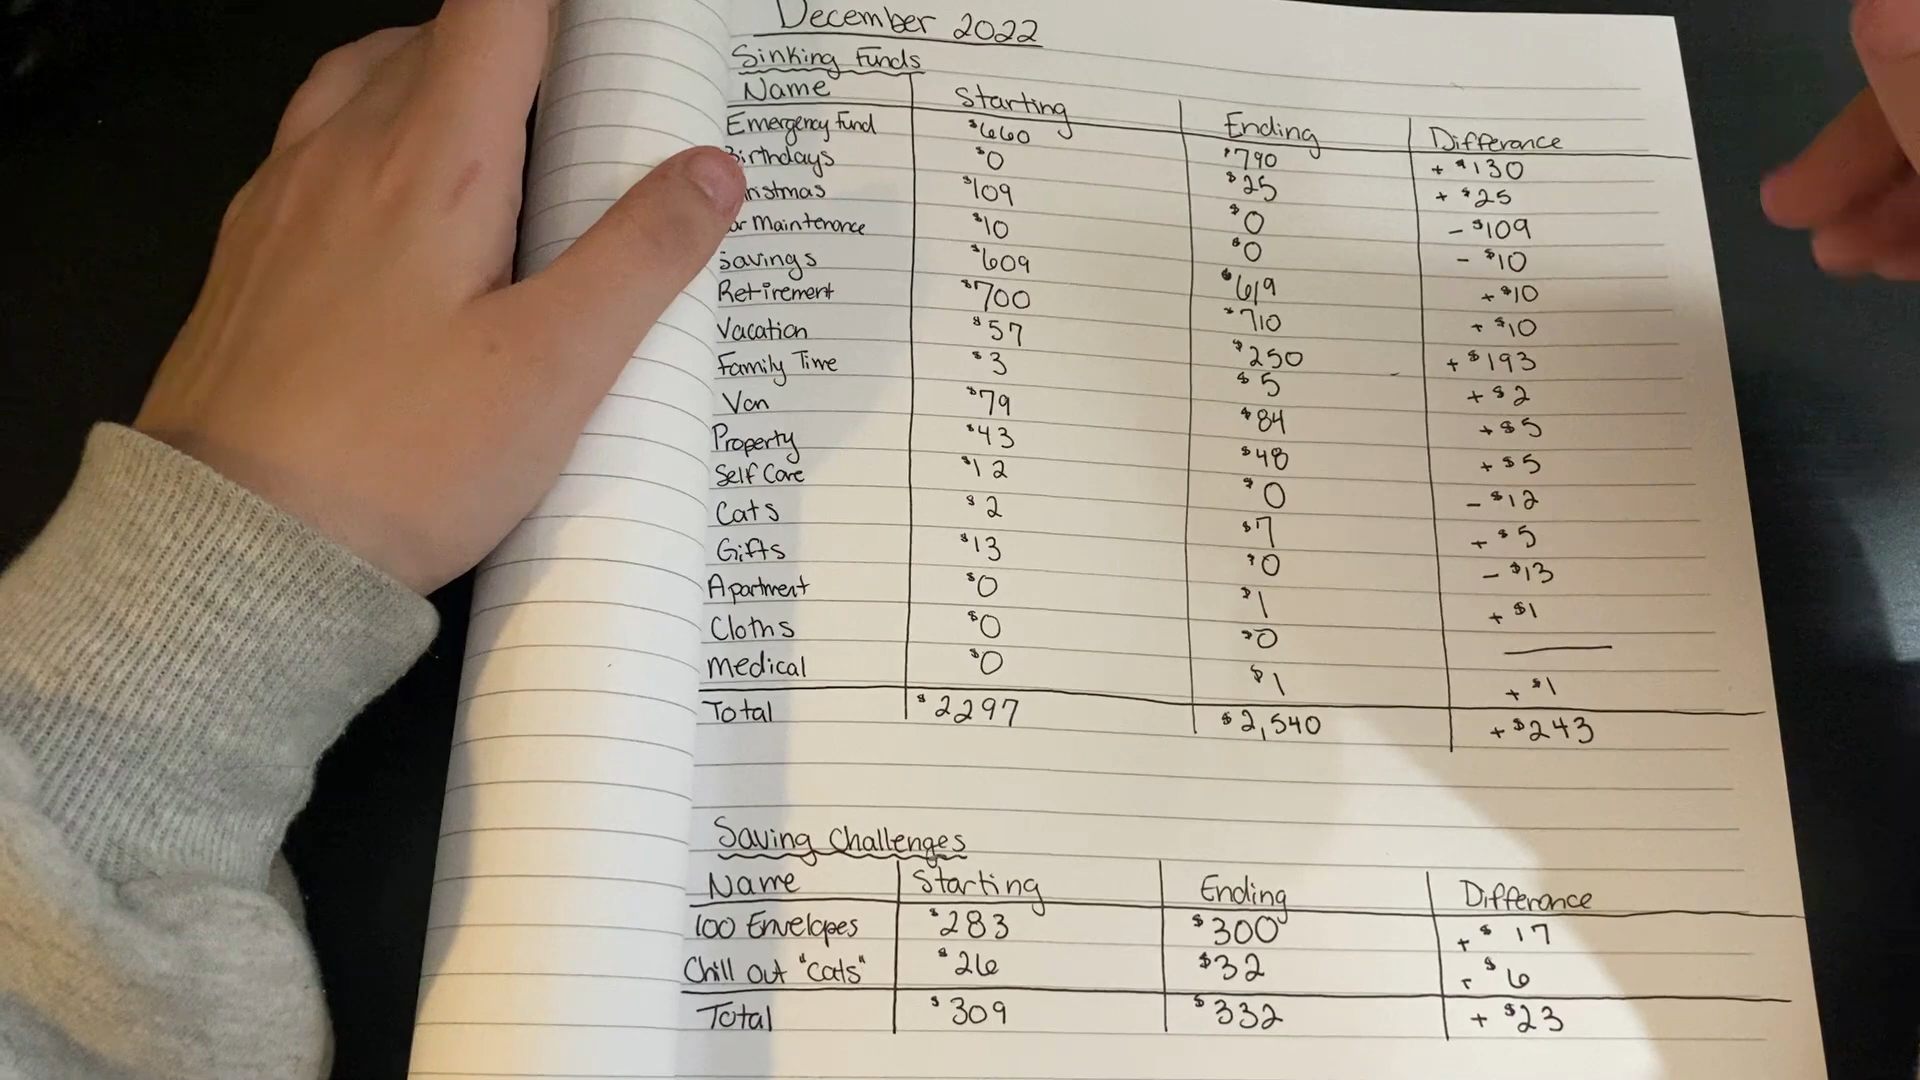 December 2022
Sinking Funds
Name Starting Ending Difference
Emergency Fund $660 $790 + $130
Birthdays $0 $25 + $25
ristmas $109 $0 - $109
ar Maintenance $10 $0 - $10
Savings $609 $619 + $10
Retirement $700 $710 + $10
Vacation $57 $250 + $193
Family Time $3 $5 + $2
Van $79 $84 + $5
Property $43 $48 + $5
Self Care $12 $0 - $12
Cats $2 $7 + $5
Gifts $13 $0 - $13
Apartment $0 $1 + $1
Cloths $0 $0 —
Medical $0 $1 + $1
Total $2297 $2,540 + $243
Saving Challenges
Name Starting Ending Difference
100 Envelopes $283 $300 + $17
Chill out "Cats" $26 $32 + $6
Total $309 $332 + $23